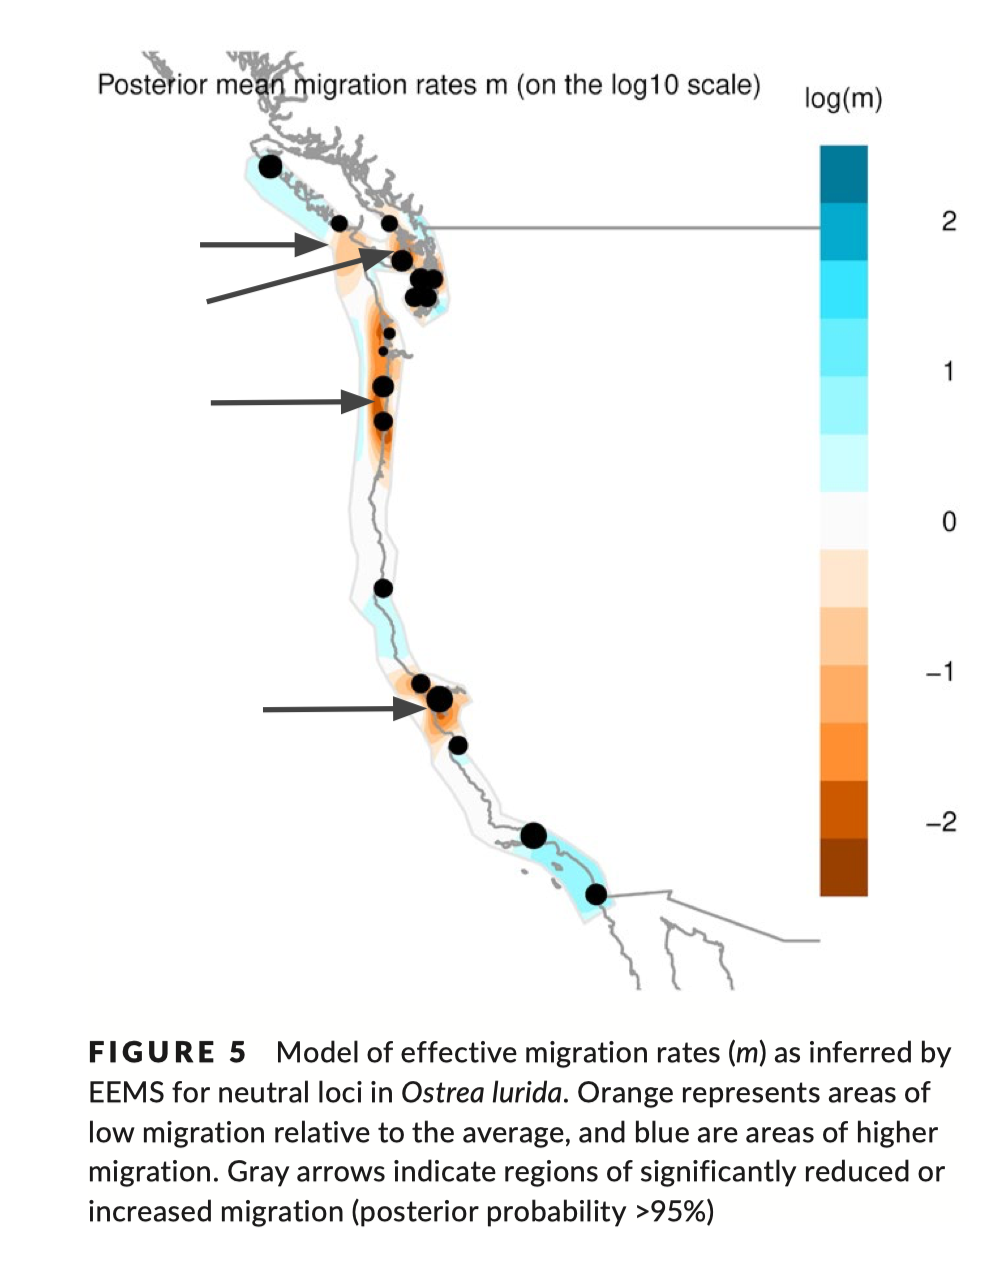 Posterior mean migration rates m (on the log10 scale)
log(m)
2
1
0
−1
−2
FIGURE 5 Model of effective migration rates (m) as inferred by
EEMS for neutral loci in Ostrea lurida. Orange represents areas of
low migration relative to the average, and blue are areas of higher
migration. Gray arrows indicate regions of significantly reduced or
increased migration (posterior probability >95%)